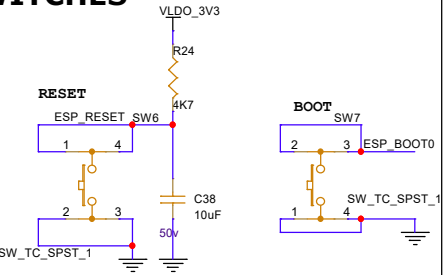 WITCHES
VLDO_3V3
R24
4K7
RESET
ESP_RESET
SW6
1
4
2
3
SW_TC_SPST_1
C38
10uF
50v
BOOT
SW7
2
3
ESP_BOOT0
1
4
SW_TC_SPST_1